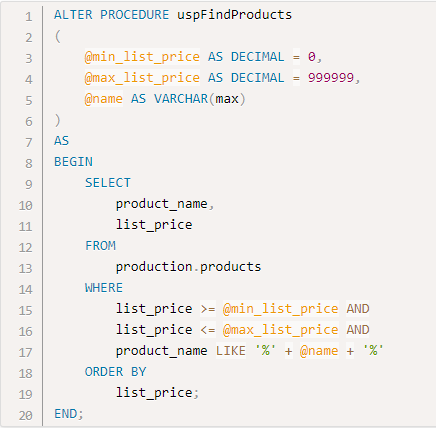 1 ALTER PROCEDURE uspFindProducts
2 (
3     @min_list_price AS DECIMAL = 0,
4     @max_list_price AS DECIMAL = 999999,
5     @name AS VARCHAR(max)
6 )
7 AS
8 BEGIN
9     SELECT
10         product_name,
11         list_price
12     FROM
13         production.products
14     WHERE
15         list_price >= @min_list_price AND
16         list_price <= @max_list_price AND
17         product_name LIKE '%' + @name + '%'
18     ORDER BY
19         list_price;
20 END;